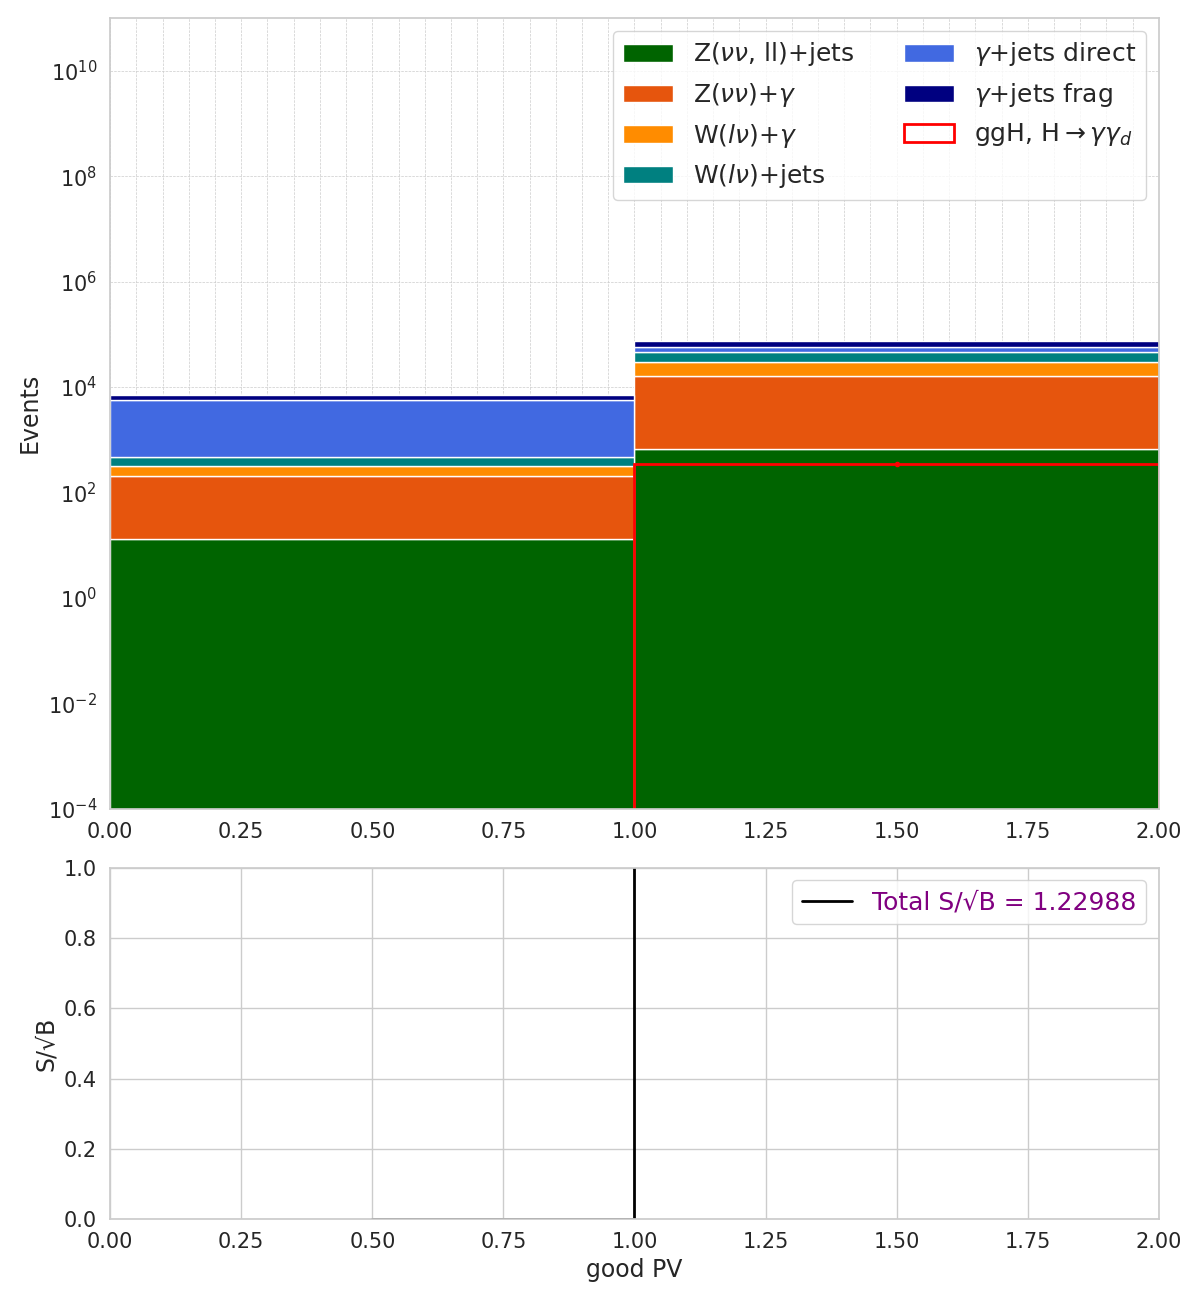 Z(νν, ll)+jets
Z(νν)+γ
W(lν)+γ
W(lν)+jets
γ+jets direct
γ+jets frag
ggH, H→γγ_d
Events
10^10
10^8
10^6
10^4
10^2
10^0
10^−2
10^−4
0.00 0.25 0.50 0.75 1.00 1.25 1.50 1.75 2.00
Total S/√B = 1.22988
S/√B
1.0
0.8
0.6
0.4
0.2
0.0
0.00 0.25 0.50 0.75 1.00 1.25 1.50 1.75 2.00
good PV